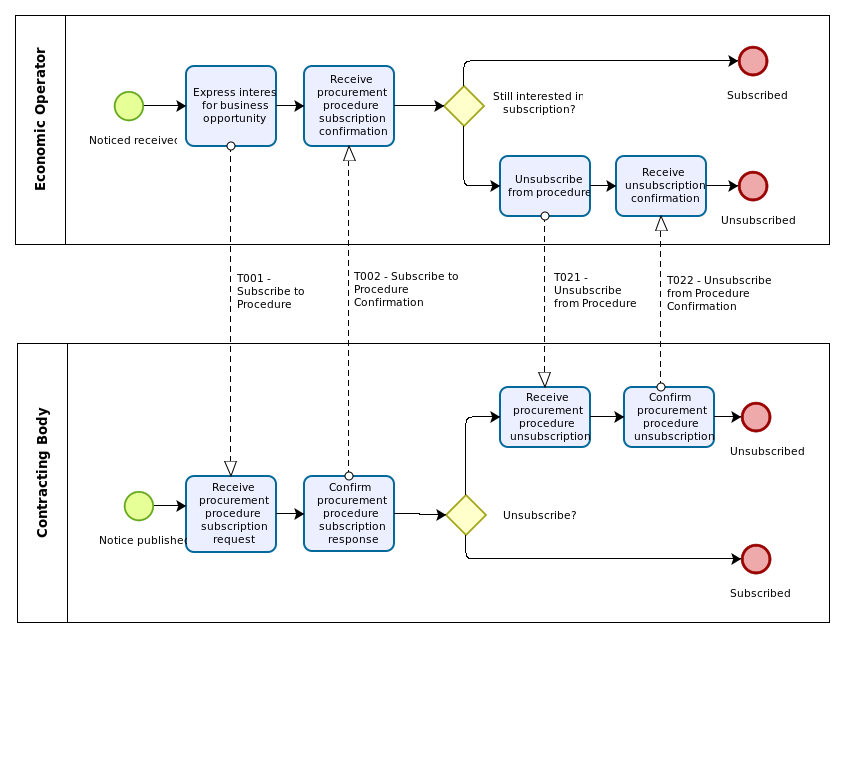 Economic Operator
Noticed received
Express interes
for business
opportunity
Receive
procurement
procedure
subscription
confirmation
Still interested in
subscription?
Subscribed
Unsubscribe
from procedure
Receive
unsubscription
confirmation
Unsubscribed
T001 -
Subscribe to
Procedure
T002 - Subscribe to
Procedure
Confirmation
T021 -
Unsubscribe
from Procedure
T022 - Unsubscribe
from Procedure
Confirmation
Contracting Body
Notice published
Receive
procurement
procedure
subscription
request
Confirm
procurement
procedure
subscription
response
Unsubscribe?
Receive
procurement
procedure
unsubscription
Confirm
procurement
procedure
unsubscription
Unsubscribed
Subscribed